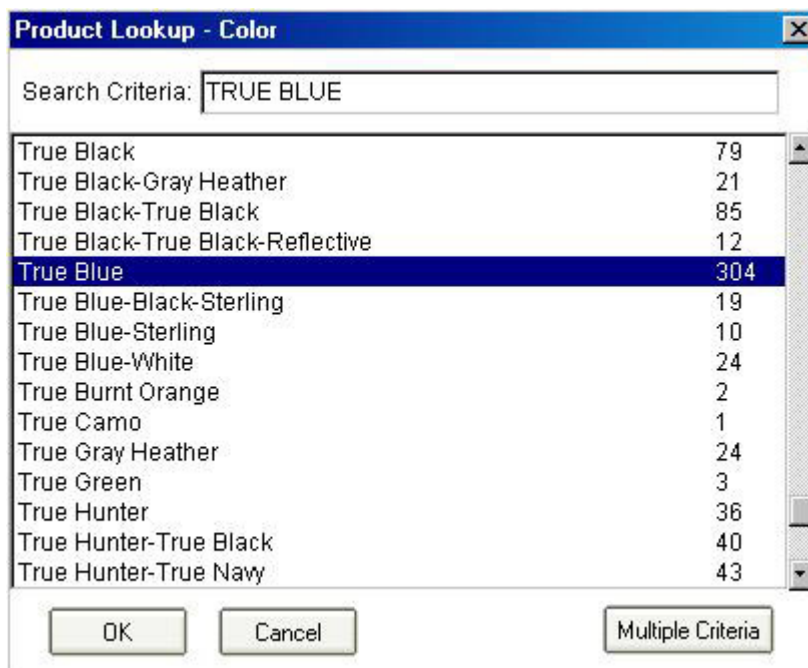 Product Lookup - Color
Search Criteria: TRUE BLUE
True Black 79
True Black-Gray Heather 21
True Black-True Black 85
True Black-True Black-Reflective 12
True Blue 304
True Blue-Black-Sterling 19
True Blue-Sterling 10
True Blue-White 24
True Burnt Orange 2
True Camo 1
True Gray Heather 24
True Green 3
True Hunter 36
True Hunter-True Black 40
True Hunter-True Navy 43
OK Cancel Multiple Criteria